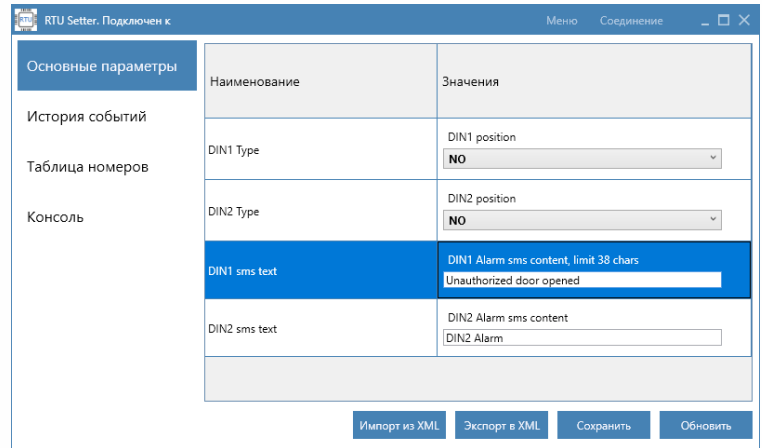 RTU RTU Setter. Подключен к Меню Соединение
Основные параметры
История событий
Таблица номеров
Консоль
Наименование Значения
DIN1 Type DIN1 position
NO
DIN2 Type DIN2 position
NO
DIN1 sms text DIN1 Alarm sms content, limit 38 chars
Unauthorized door opened
DIN2 sms text DIN2 Alarm sms content
DIN2 Alarm
Импорт из XML Экспорт в XML Сохранить Обновить